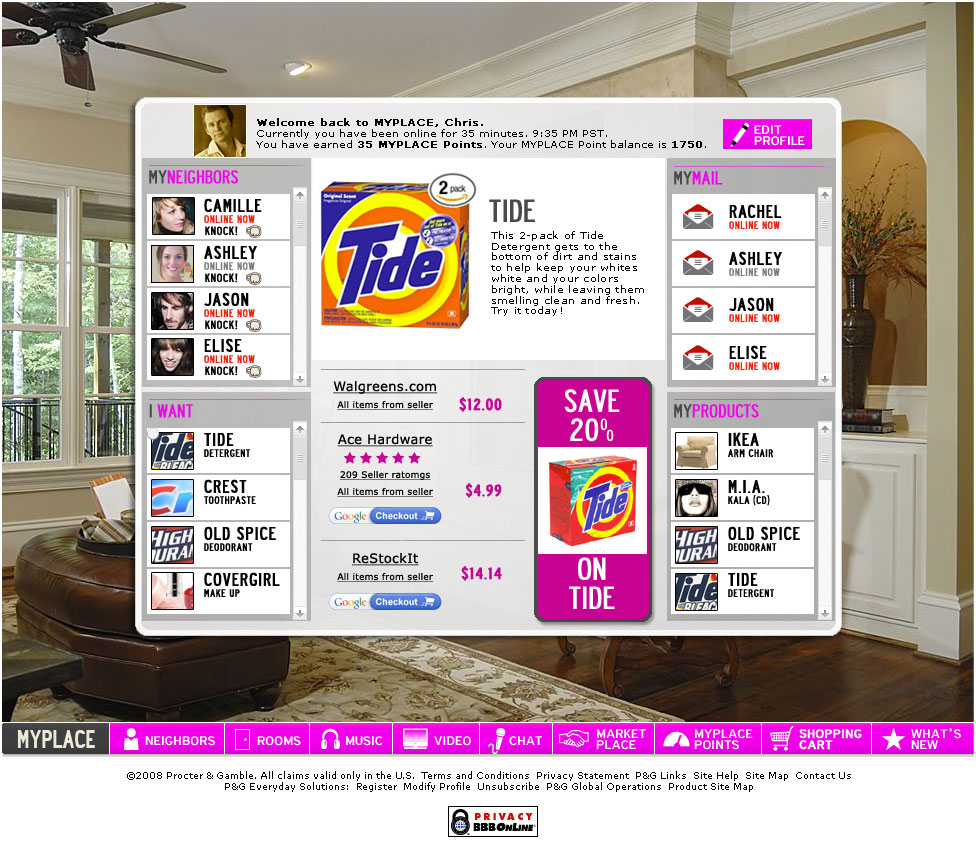 Welcome back to MYPLACE, Chris.
Currently you have been online for 35 minutes. 9:35 PM PST.
You have earned 35 MYPLACE Points. Your MYPLACE Point balance is 1750.
EDIT
PROFILE
MYNEIGHBORS
CAMILLE
ONLINE NOW
KNOCK!
ASHLEY
ONLINE NOW
KNOCK!
JASON
ONLINE NOW
KNOCK!
ELISE
ONLINE NOW
KNOCK!
Original Scent
2 pack
Tide
TIDE
This 2-pack of Tide
Detergent gets to the
bottom of dirt and stains
to help keep your whites
white and your colors
bright, while leaving them
smelling clean and fresh.
Try it today!
MYMAIL
RACHEL
ONLINE NOW
ASHLEY
ONLINE NOW
JASON
ONLINE NOW
ELISE
ONLINE NOW
I WANT
TIDE
DETERGENT
CREST
TOOTHPASTE
OLD SPICE
DEODORANT
COVERGIRL
MAKE UP
Walgreens.com
All items from seller
$12.00
Ace Hardware
209 Seller ratomgs
All items from seller
$4.99
Google Checkout
ReStockIt
All items from seller
$14.14
Google Checkout
SAVE
20%
Tide
ON
TIDE
MYPRODUCTS
IKEA
ARM CHAIR
M.I.A.
KALA (CD)
OLD SPICE
DEODORANT
TIDE
DETERGENT
MYPLACE
NEIGHBORS
ROOMS
MUSIC
VIDEO
CHAT
MARKET
PLACE
MYPLACE
POINTS
SHOPPING
CART
WHAT'S
NEW
©2008 Procter & Gamble. All claims valid only in the U.S. Terms and Conditions Privacy Statement P&G Links Site Help Site Map Contact Us
P&G Everyday Solutions: Register Modify Profile Unsubscribe P&G Global Operations Product Site Map
PRIVACY
BBBONLINE